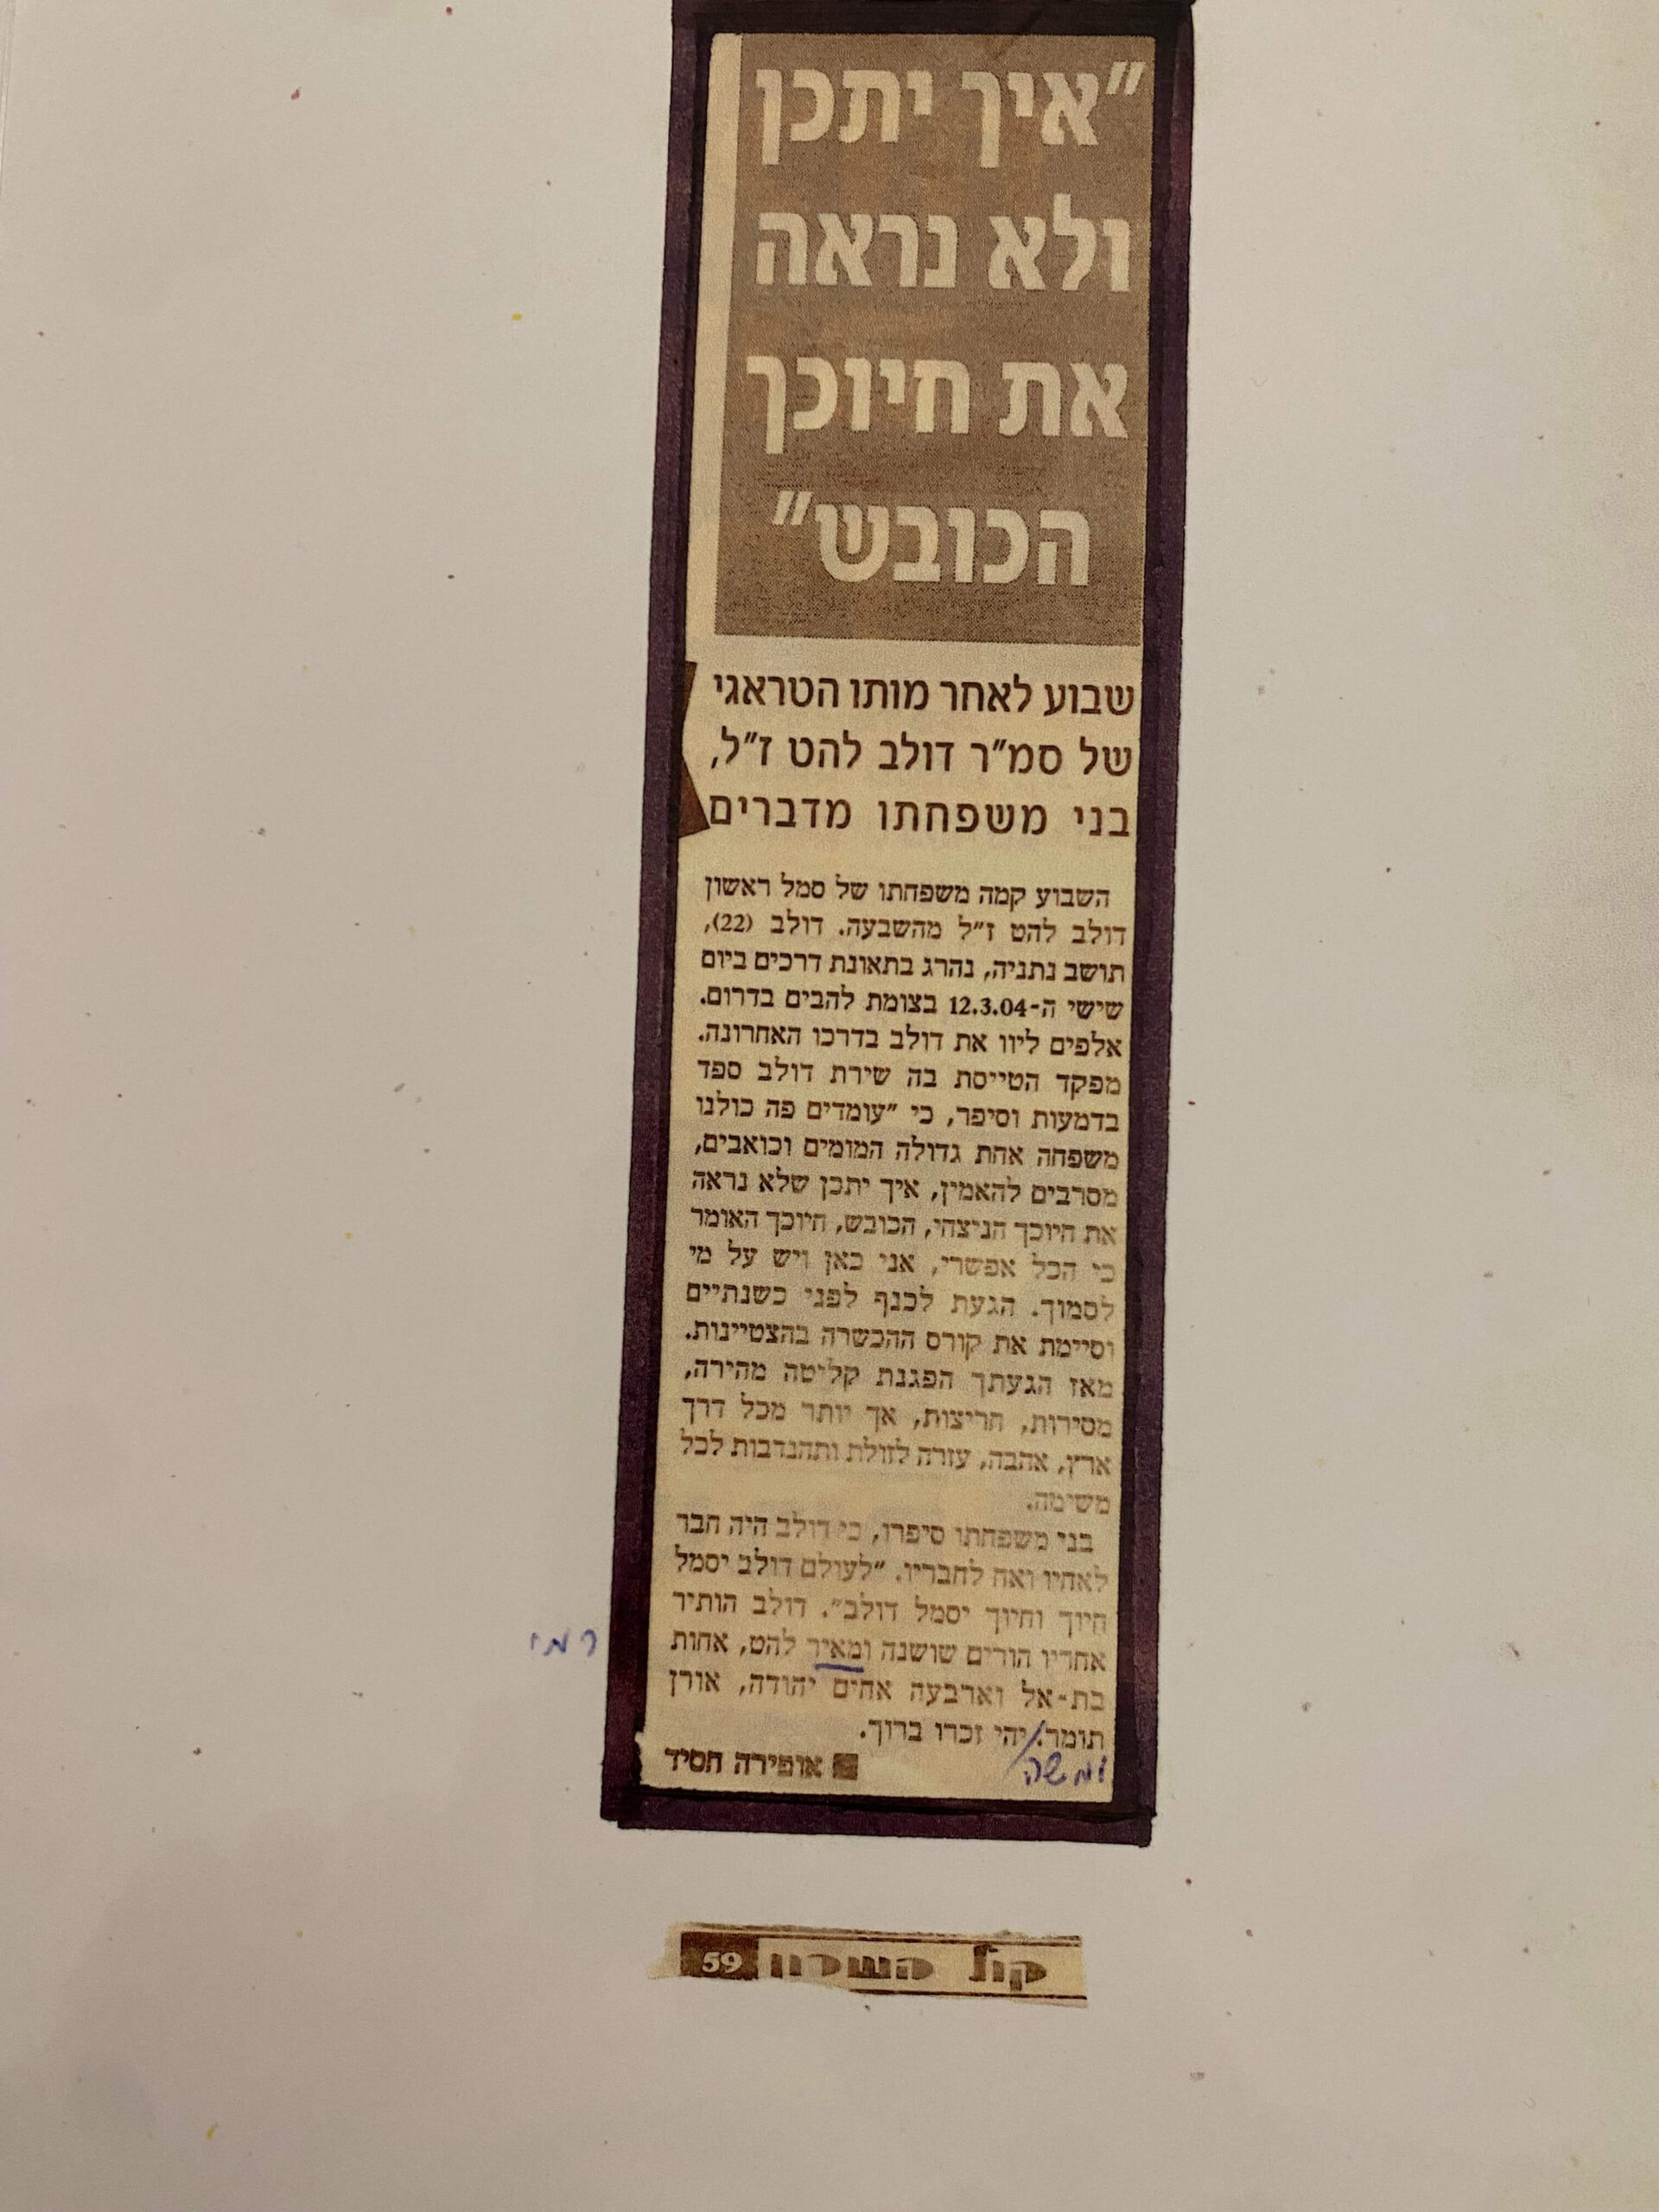 "איך יתכן
ולא נראה
את חיוכך
הכובש"
שבוע לאחר מותו הטראגי
של סמ"ר דולב להט ז"ל,
בני משפחתו מדברים
השבוע קמה משפחתו של סמל ראשון
דולב להט ז"ל מהשבעה. דולב (22),
תושב נתניה, נהרג בתאונת דרכים ביום
שישי ה-12.3.04 בצומת להבים בדרום.
אלפים ליוו את דולב בדרכו האחרונה.
מפקד הטייסת בה שירת דולב ספד
בדמעות וסיפר, כי "עומדים פה כולנו
משפחה אחת גדולה המומים וכואבים,
מסרבים להאמין, איך יתכן שלא נראה
את חיוכך הניצחי, הכובש, חיוכך האומר
כי הכל אפשרי, אני כאן ויש על מי
לסמוך. הגעת לכנף לפני כשנתיים
וסיימת את קורס ההכשרה בהצטיינות.
מאז הגעתך הפגנת קליטה מהירה,
מסירות, חריצות, אך יותר מכל דרך
ארץ, אהבה, עזרה לזולת ותהנדבות לכל
משימה.
בני משפחתו סיפרו, כי דולב היה חבר
לאחיו ואח לחבריו. "לעולם דולב יסמל
חיוך וחיוך יסמל דולב". דולב הותיר
אחריו הורים שושנה ומאיר להט, אחות
רמי
בת-אל וארבעה אחים יהודה, אורן
תומר. יהי זכרו ברוך.
ומשה
אופירה חסיד
קול השרון 59